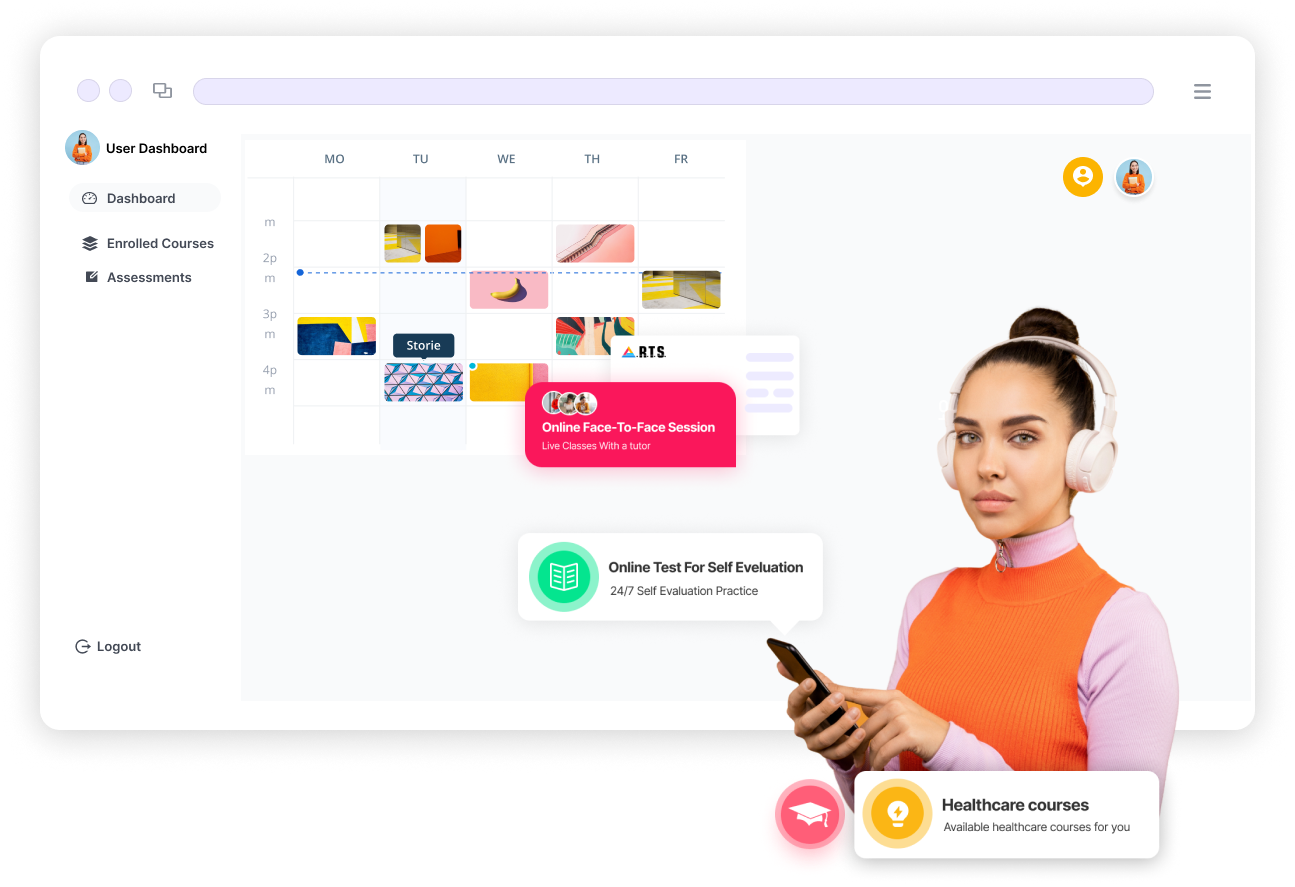 User Dashboard
Dashboard
Enrolled Courses
Assessments
Logout
MO TU WE TH FR
m
2p
m
3p
m
4p
m
Storie
.R.T.S.
Online Face-To-Face Session
Live Classes With a tutor
Online Test For Self Eveluation
24/7 Self Evaluation Practice
Healthcare courses
Available healthcare courses for you